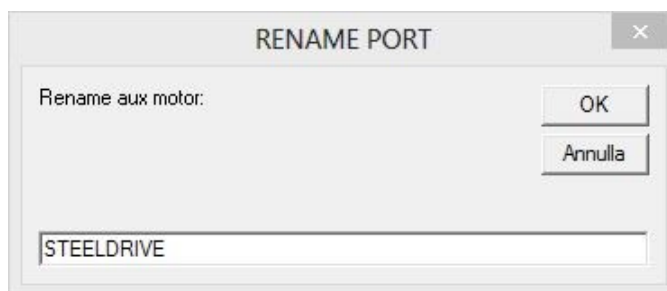 RENAME PORT
Rename aux motor:
OK
Annulla
STEELDRIVE